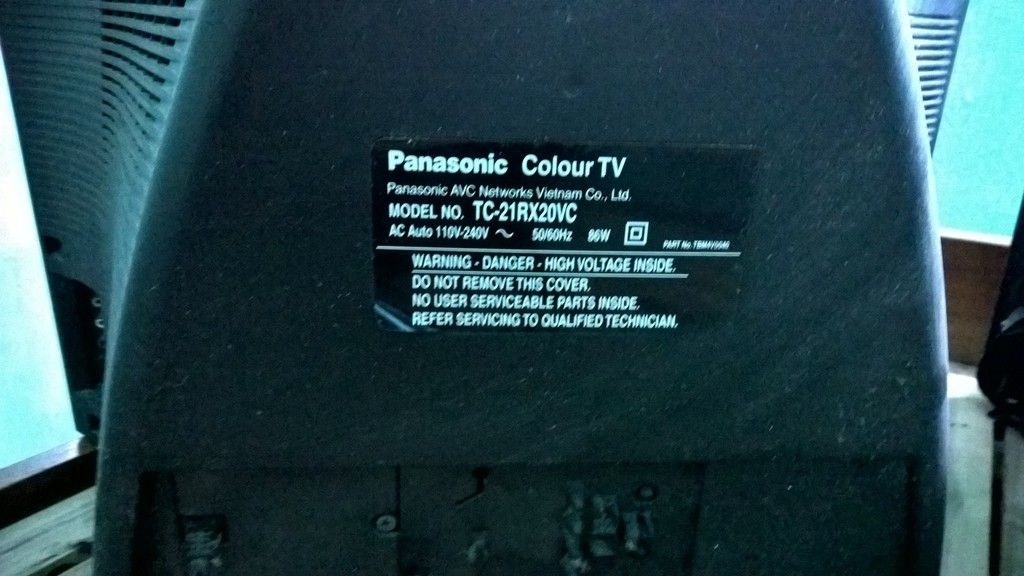 Panasonic Colour TV
Panasonic AVC Networks Vietnam Co., Ltd.
MODEL NO. TC-21RX20VC
AC Auto 110V-240V ∼ 50/60Hz 86W
PART No.
WARNING - DANGER - HIGH VOLTAGE INSIDE.
DO NOT REMOVE THIS COVER.
NO USER SERVICEABLE PARTS INSIDE.
REFER SERVICING TO QUALIFIED TECHNICIAN.